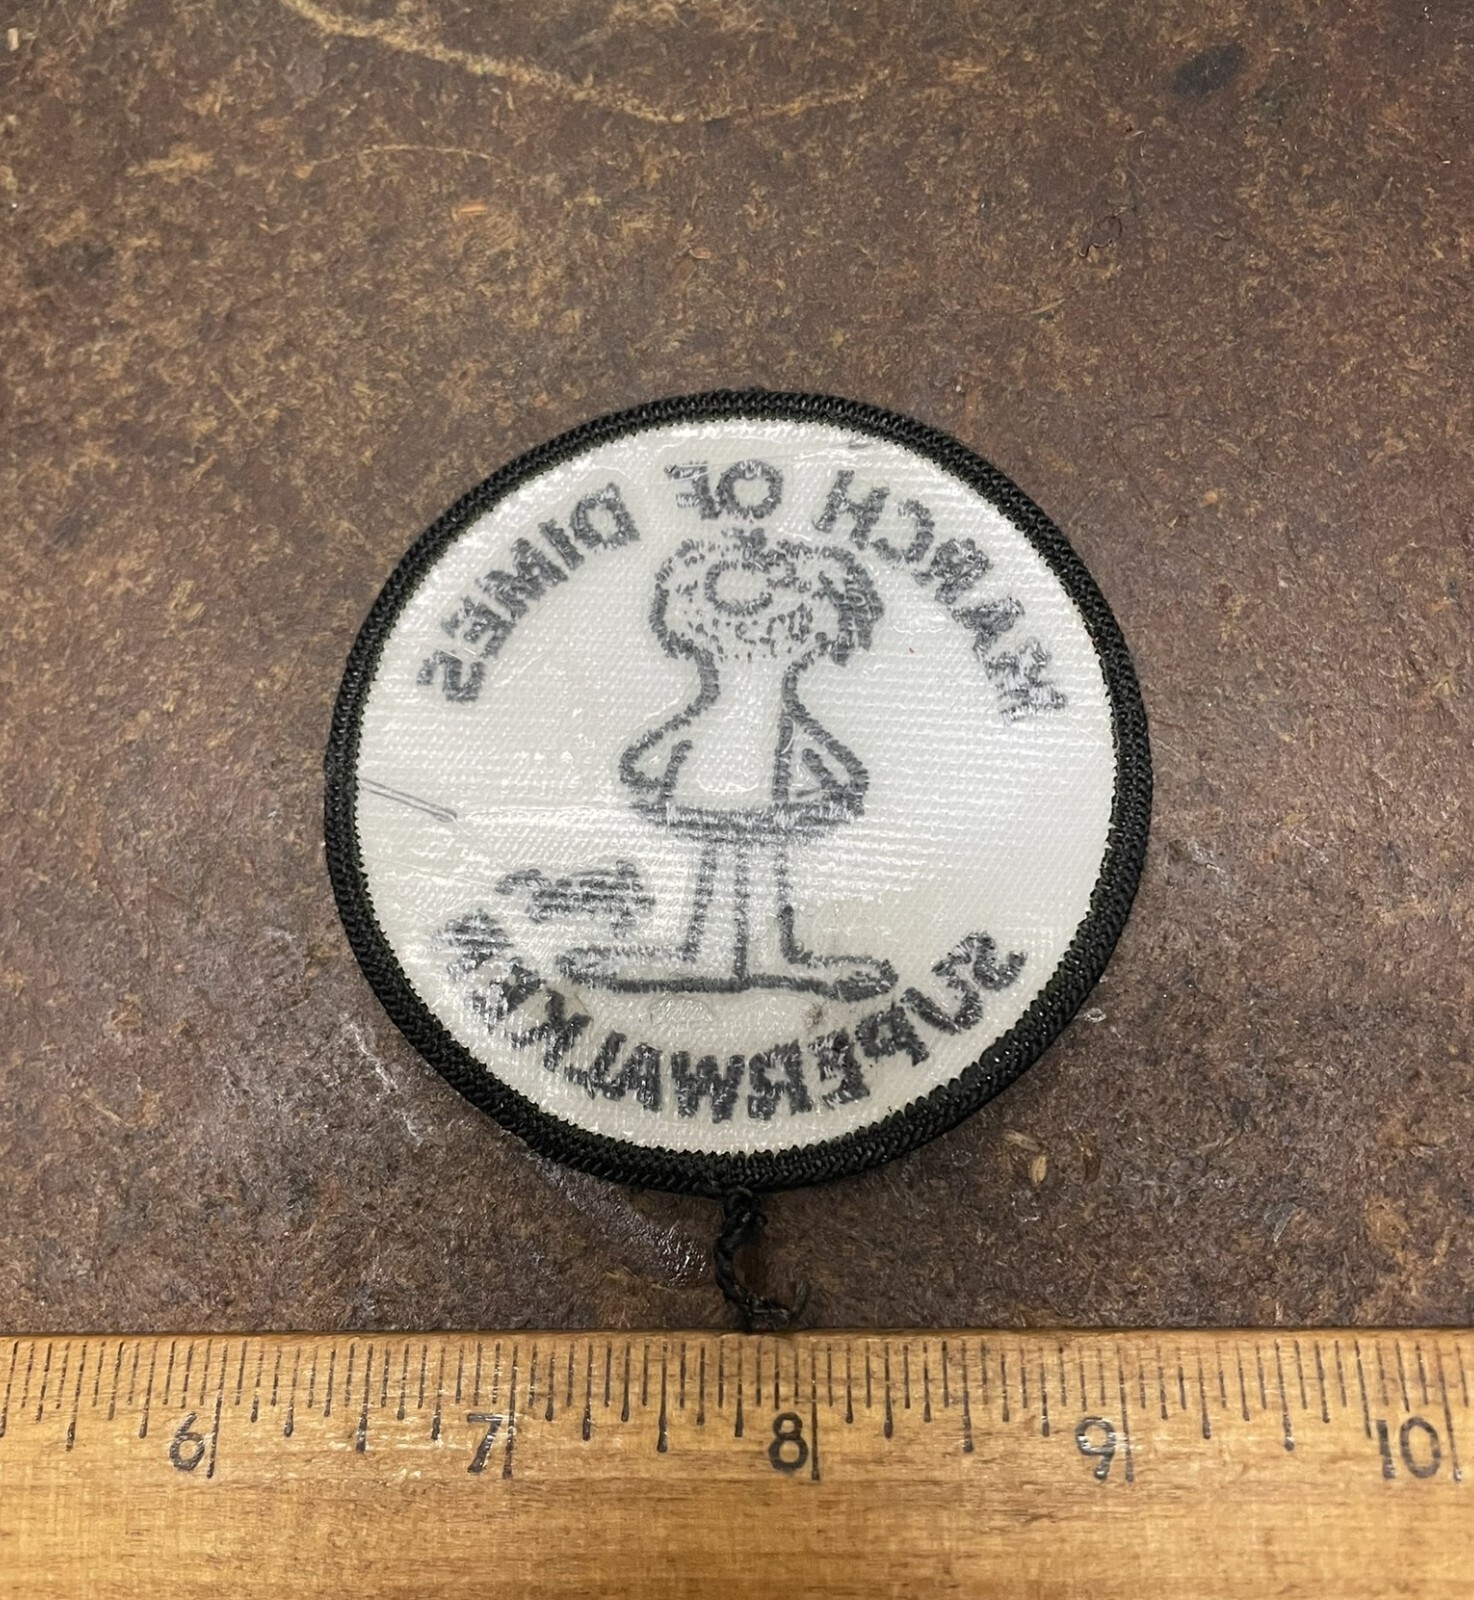 MARCH OF DIMES
SUPERWALKER
6 7 8 9 10